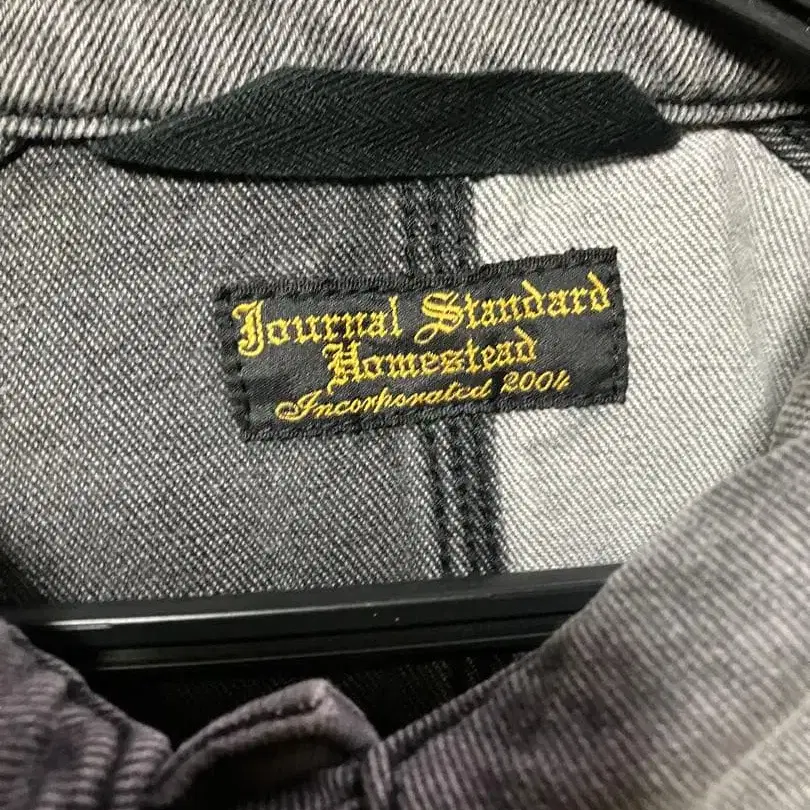 Journal Standard
Homestead
Incorporated 2004